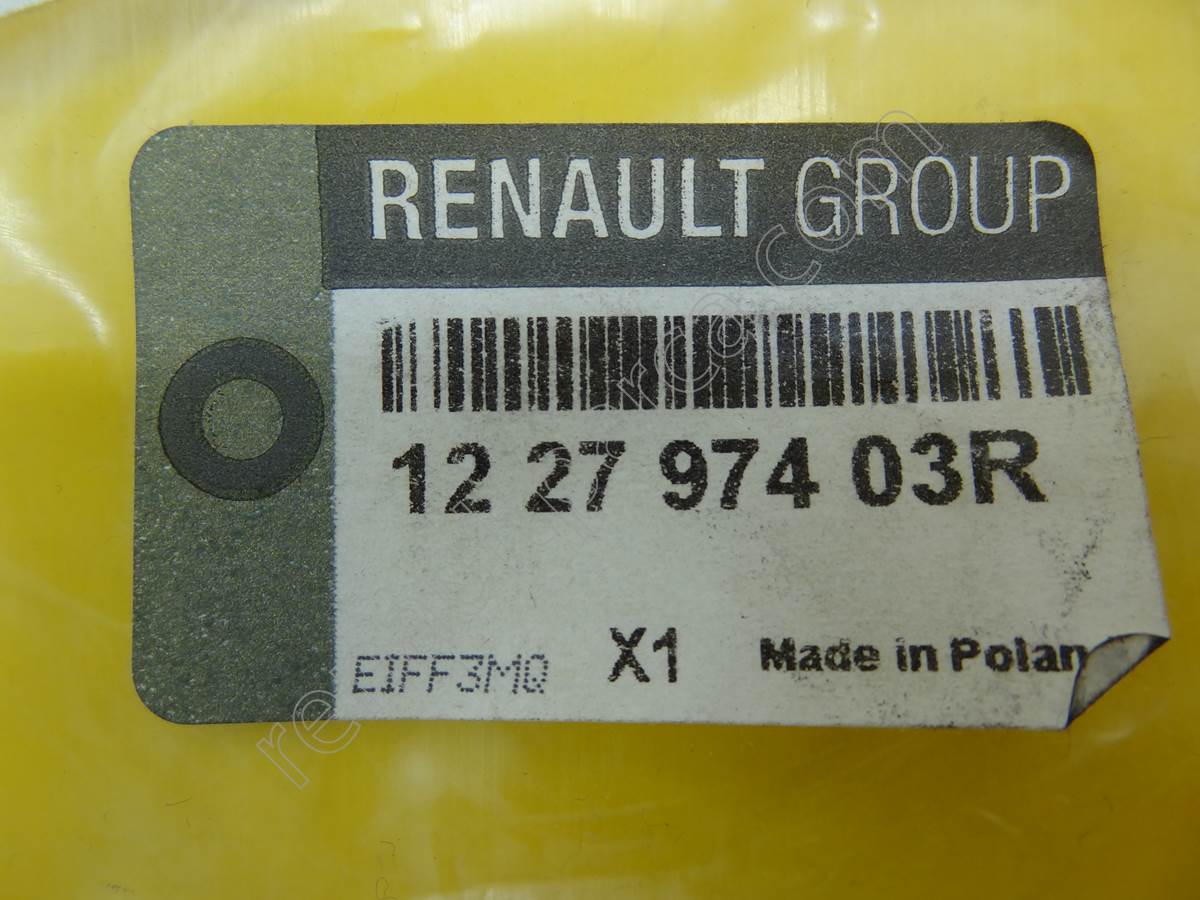 RENAULT GROUP
12 27 974 03R
EIFF3MQ
X1
Made in Polan